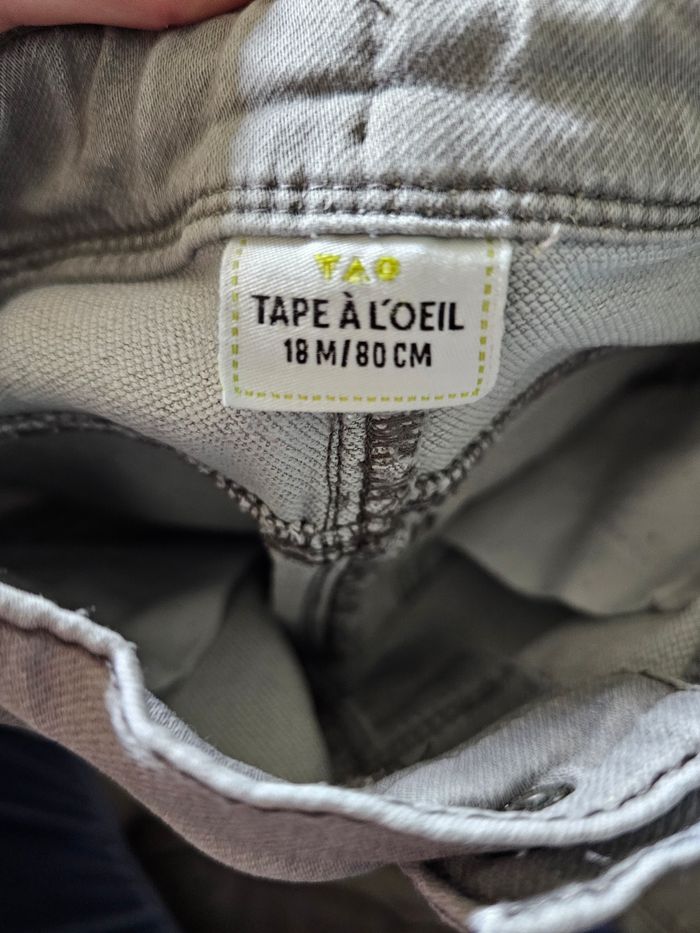 TAO
TAPE À L'OEIL
18 M/80 CM